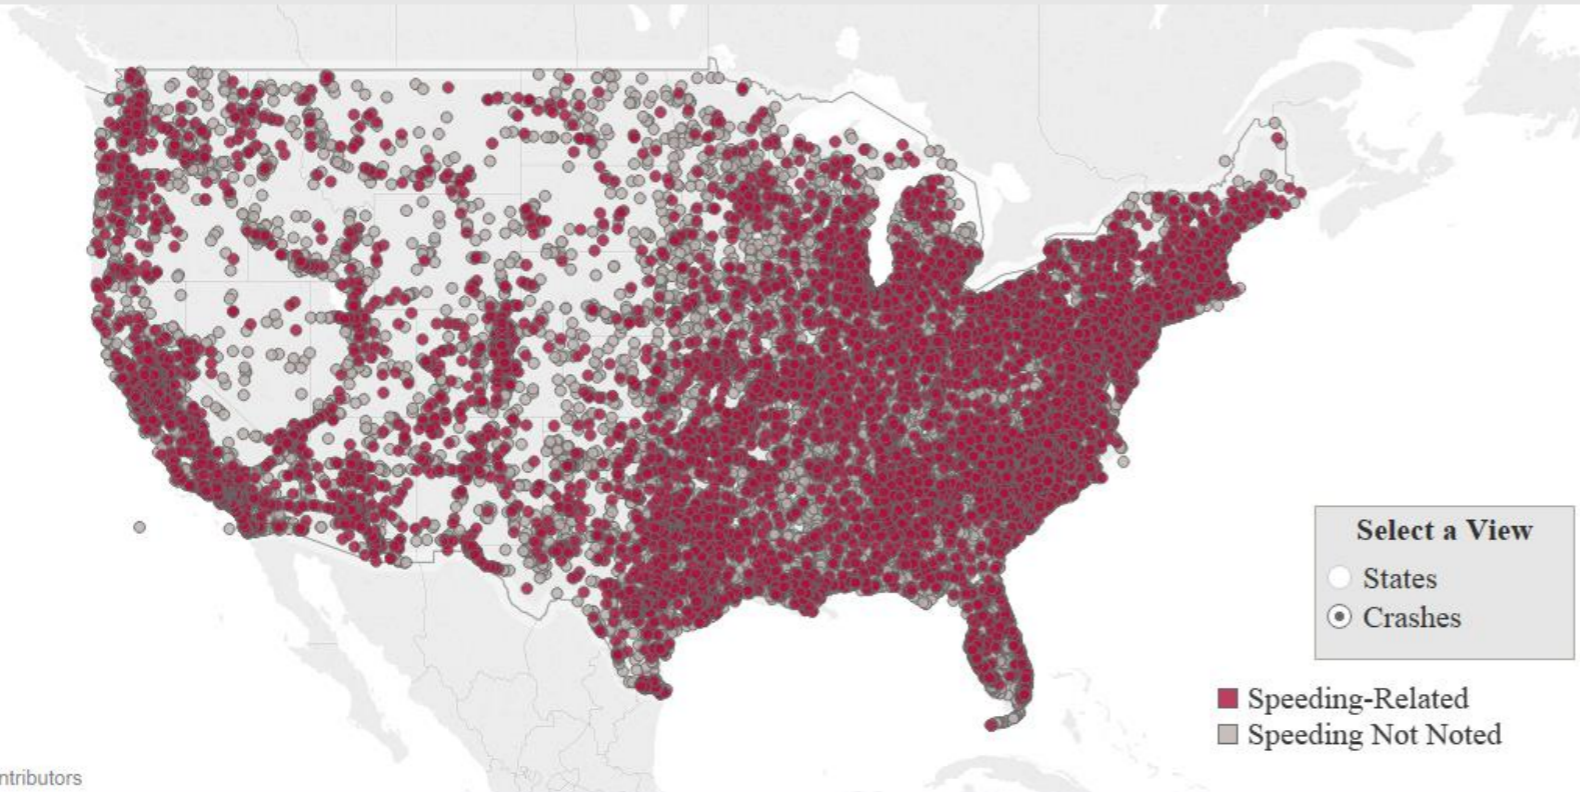 Select a View
States
Crashes
Speeding-Related
Speeding Not Noted
ntributors